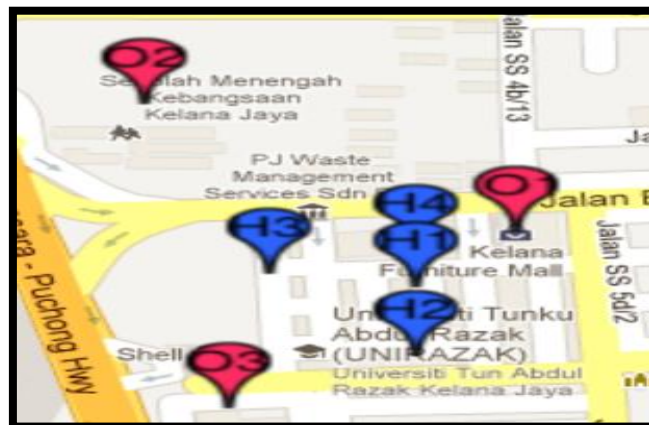 O2
Sekolah Menengah
Kebangsaan
Kelana Jaya
Jalan SS 4b/13
Ja
PJ Waste
Management
Services Sdn
O1
H4
Jalan B
H3
H1
Kelana
Furniture Mall
Jalan SS 5d/2
- Puchong Hwy
H2
Universiti Tunku
Abdul Razak
(UNIRAZAK)
Shell
O3
Universiti Tun Abdul
Razak Kelana Jaya